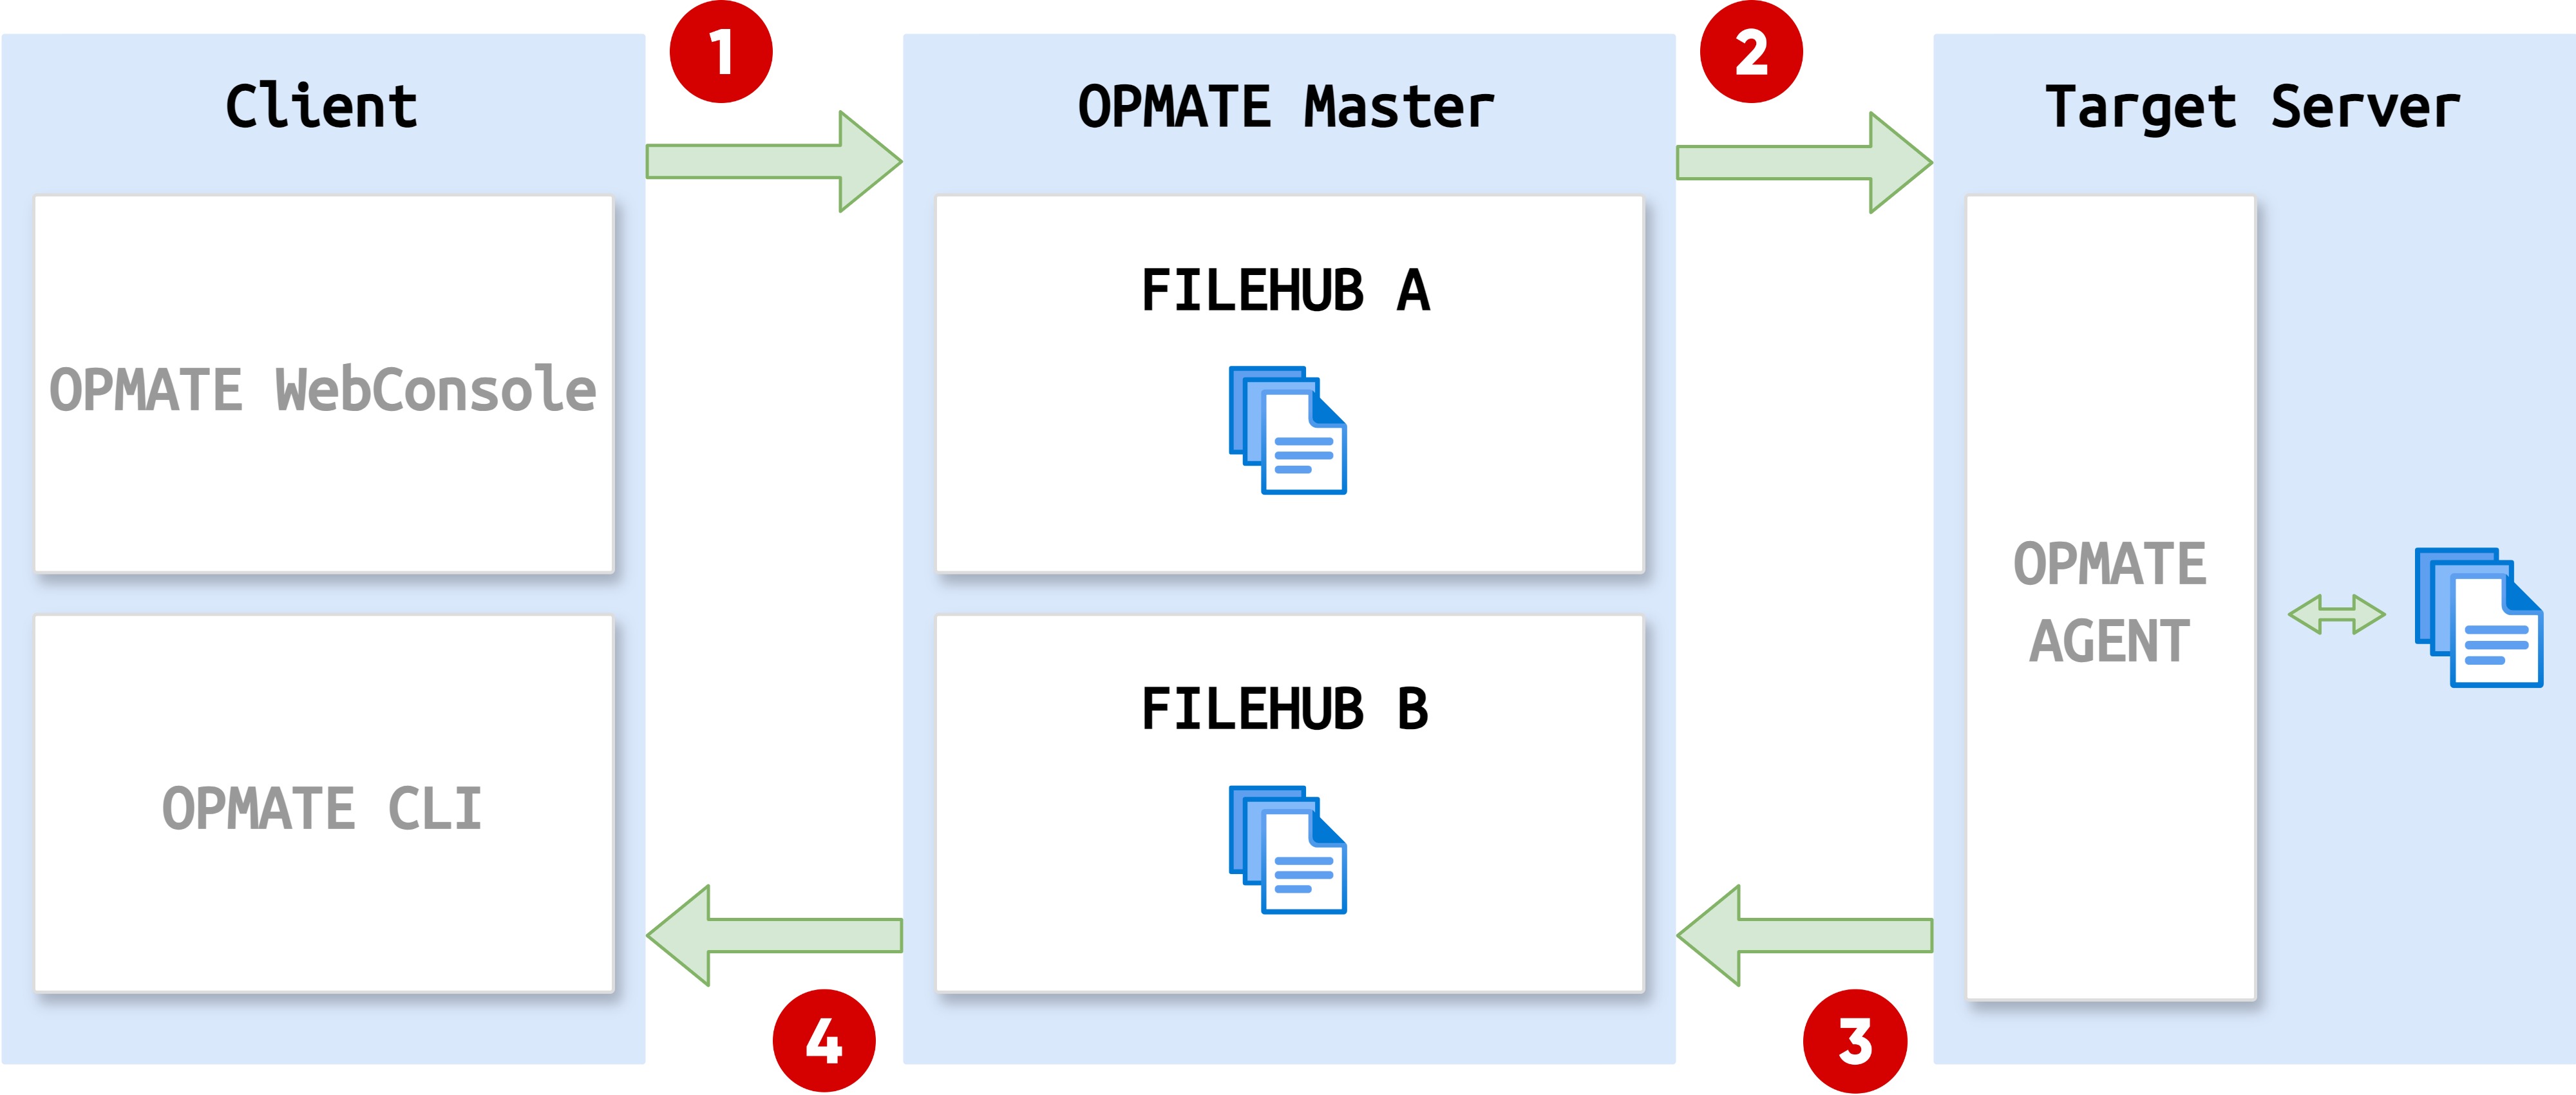 1
2
Client
OPMATE Master
Target Server
OPMATE WebConsole
OPMATE CLI
FILEHUB A
FILEHUB B
OPMATE
AGENT
4
3